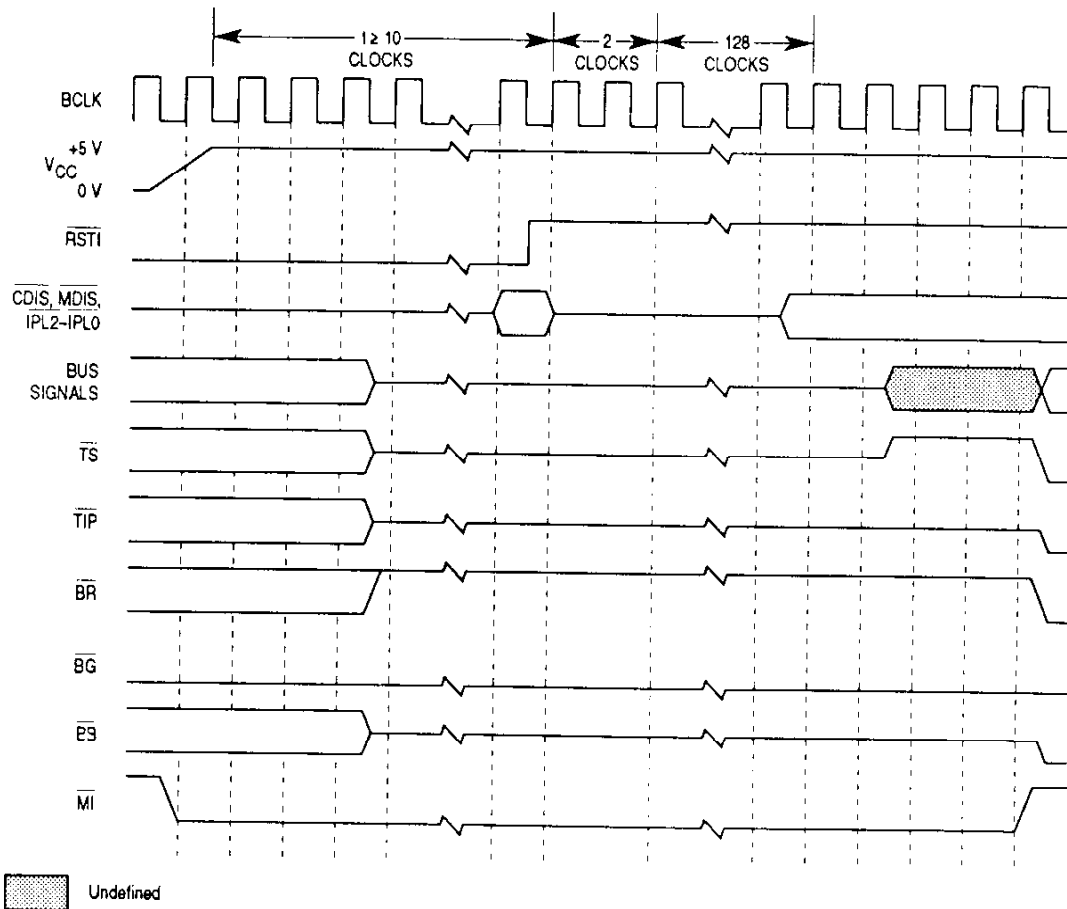 1 ≥ 10
CLOCKS
2
CLOCKS
128
CLOCKS
BCLK
+5 V
VCC
0 V
RSTI
CDIS, MDIS,
IPL2–IPL0
BUS
SIGNALS
TS
TIP
BR
BG
MI
Undefined